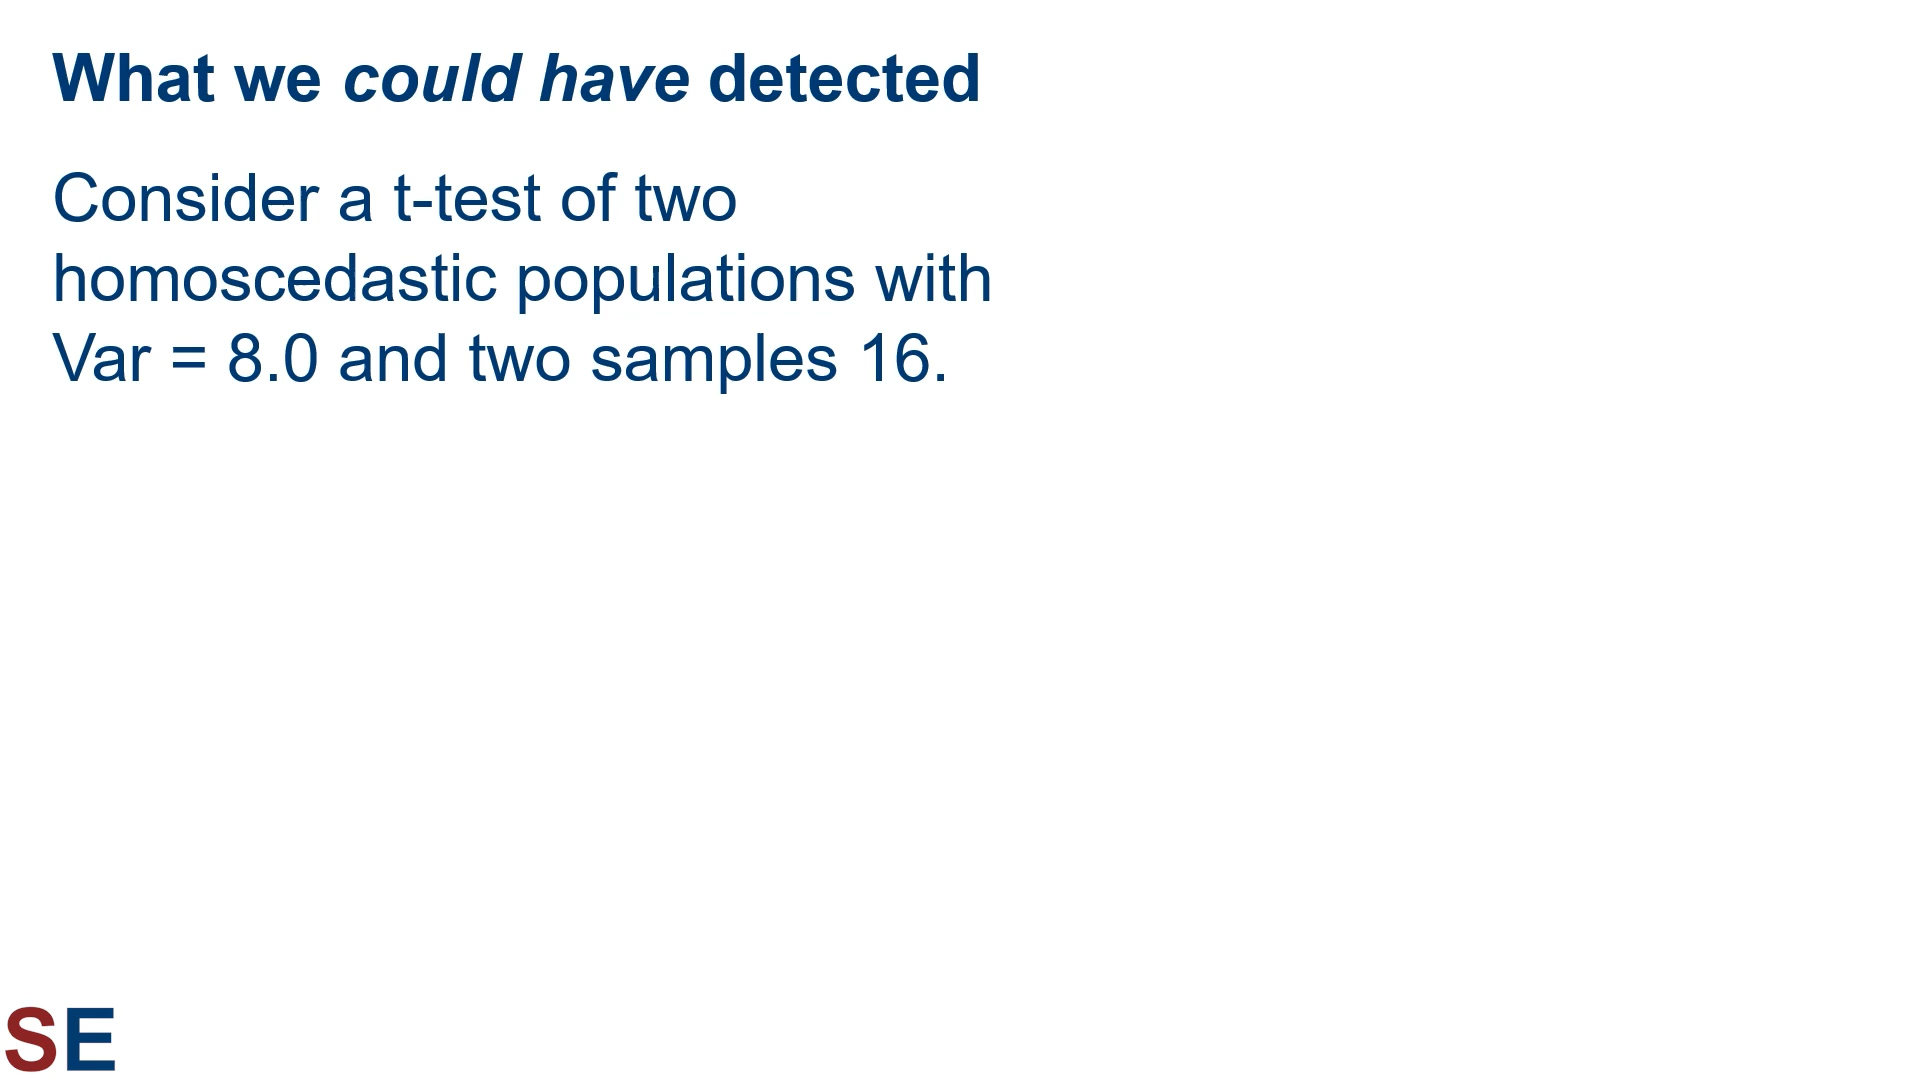 What we could have detected
Consider a t-test of two
homoscedastic populations with
Var = 8.0 and two samples 16.
SE